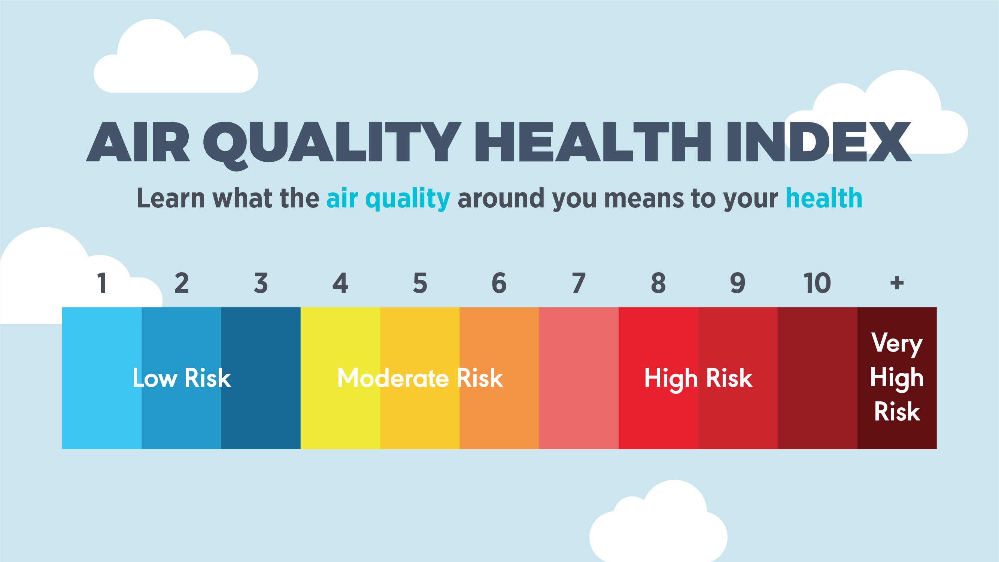 AIR QUALITY HEALTH INDEX
Learn what the air quality around you means to your health
1 2 3 4 5 6 7 8 9 10 +
Low Risk Moderate Risk High Risk Very
High
Risk